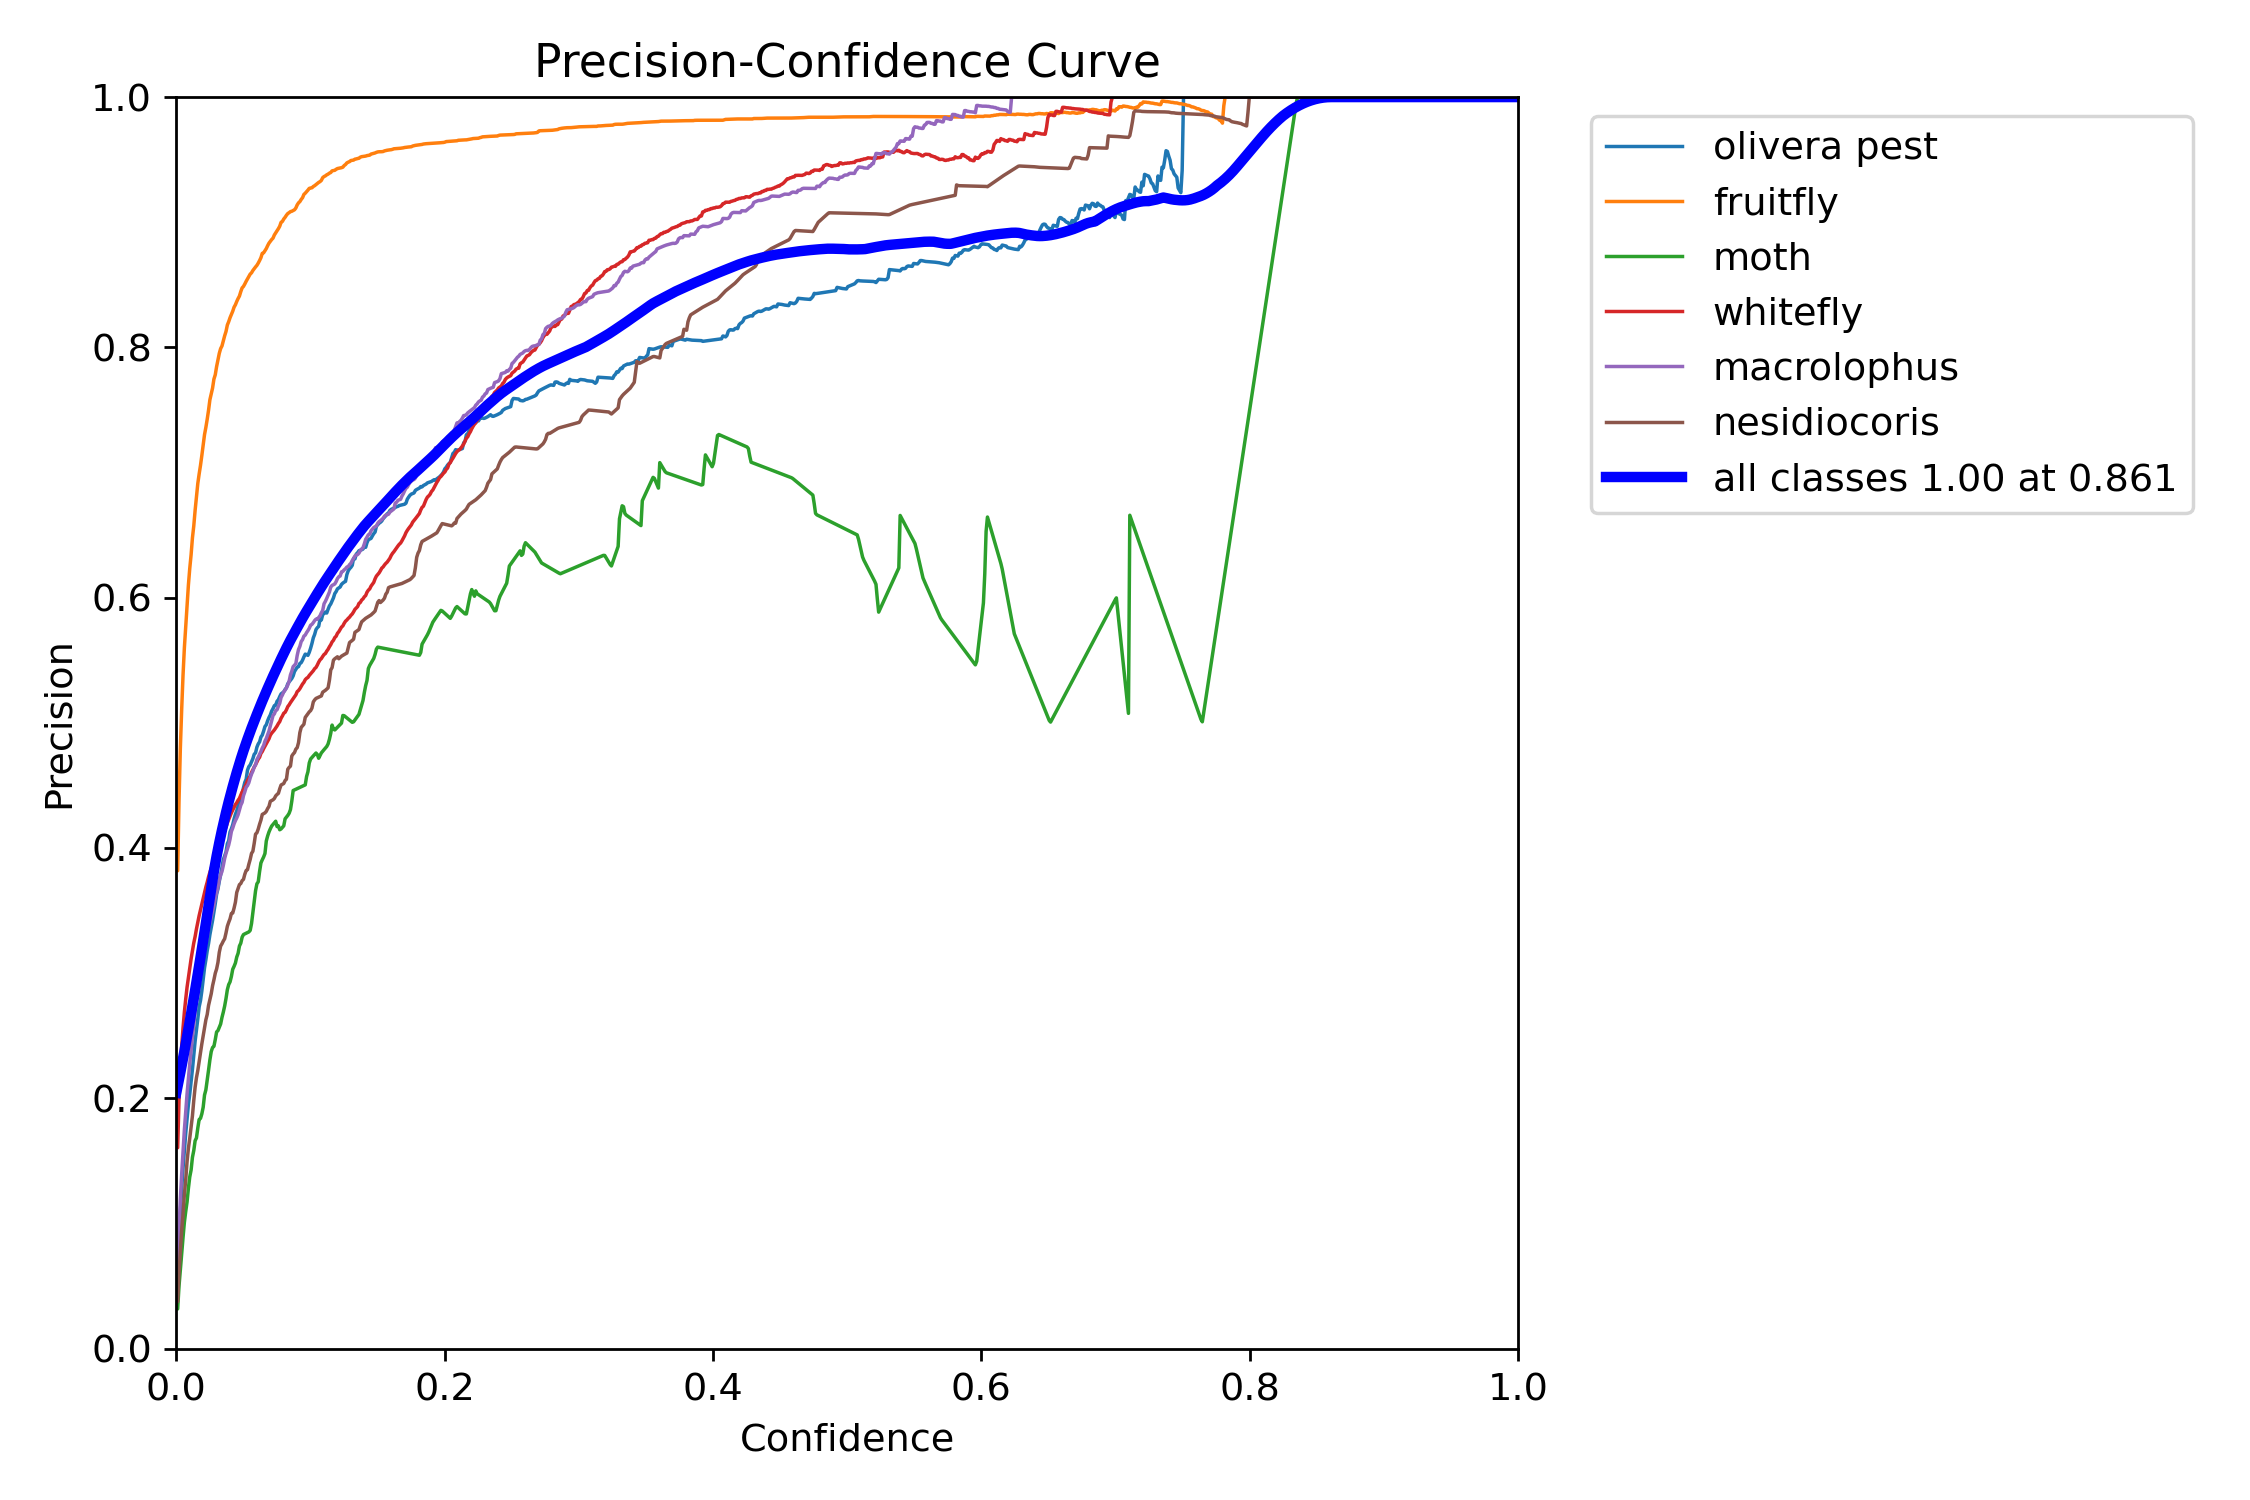 Precision-Confidence Curve
1.0
0.8
0.6
0.4
0.2
0.0
Precision
0.0 0.2 0.4 0.6 0.8 1.0
Confidence
olivera pest
fruitfly
moth
whitefly
macrolophus
nesidiocoris
all classes 1.00 at 0.861